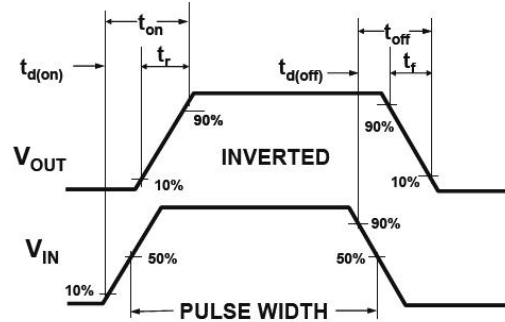 t_on t_off
t_d(on) t_r t_d(off) t_f
90% 90%
V_OUT INVERTED
10% 10%
90%
V_IN 50% 50%
10%
PULSE WIDTH